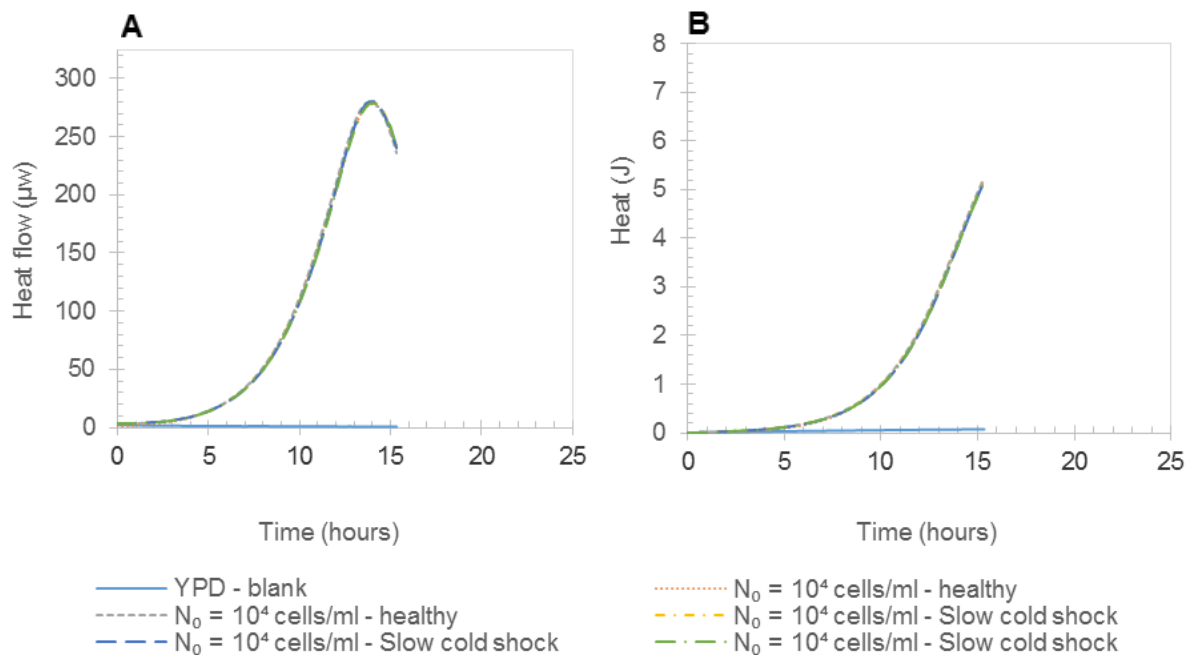 A
B
300
250
200
150
100
50
0
Heat flow (µw)
0 5 10 15 20 25
Time (hours)
8
7
6
5
4
3
2
1
0
Heat (J)
0 5 10 15 20 25
Time (hours)
YPD - blank
N₀ = 10⁴ cells/ml - healthy
N₀ = 10⁴ cells/ml - Slow cold shock
N₀ = 10⁴ cells/ml - healthy
N₀ = 10⁴ cells/ml - Slow cold shock
N₀ = 10⁴ cells/ml - Slow cold shock